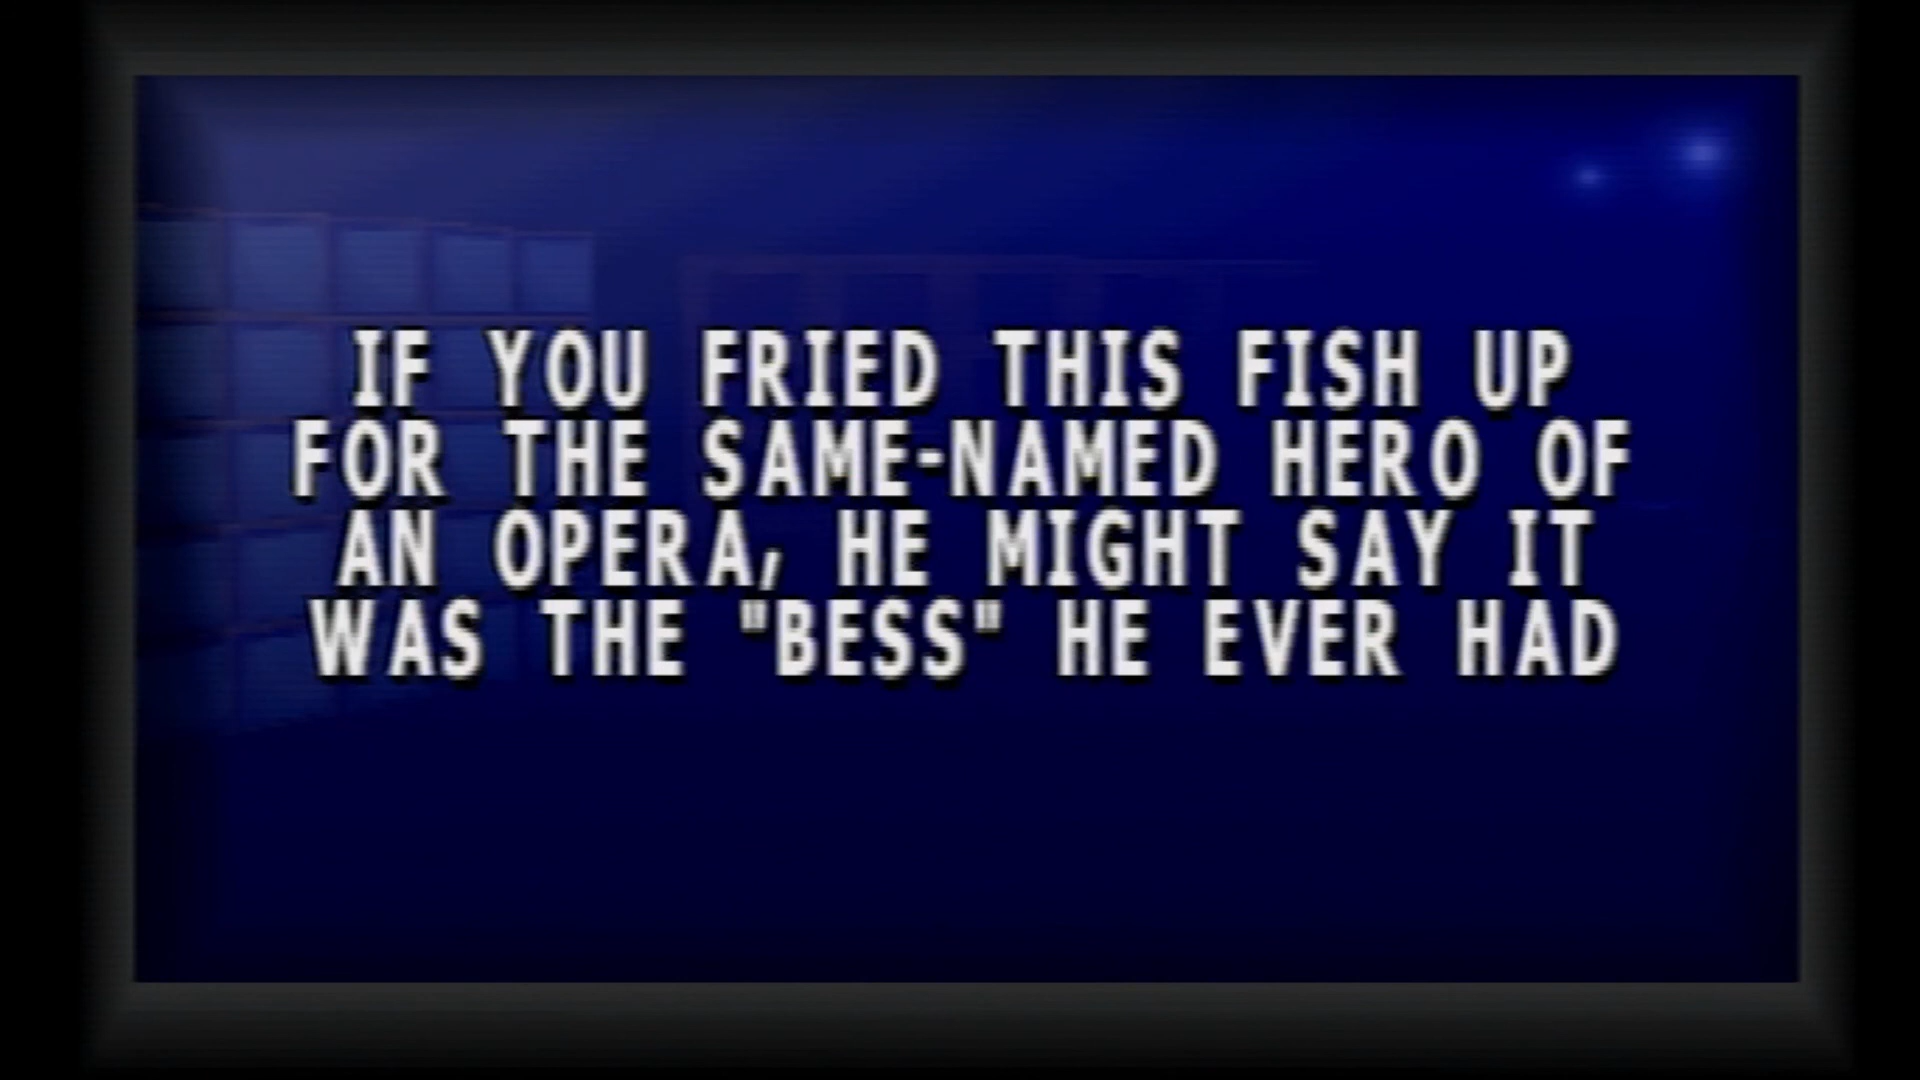 IF YOU FRIED THIS FISH UP
FOR THE SAME-NAMED HERO OF
AN OPERA, HE MIGHT SAY IT
WAS THE "BESS" HE EVER HAD